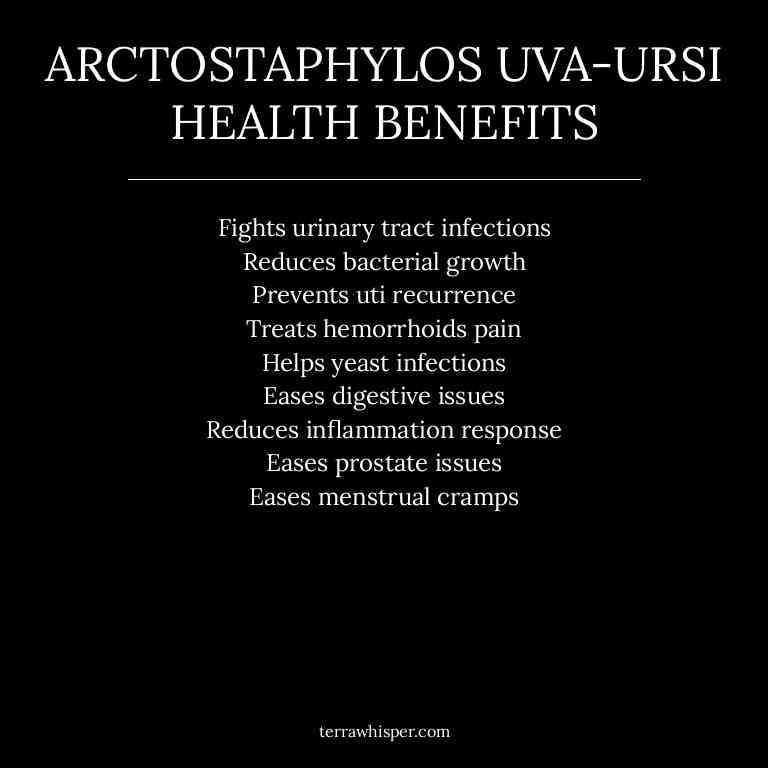 ARCTOSTAPHYLOS UVA-URSI
HEALTH BENEFITS
Fights urinary tract infections
Reduces bacterial growth
Prevents uti recurrence
Treats hemorrhoids pain
Helps yeast infections
Eases digestive issues
Reduces inflammation response
Eases prostate issues
Eases menstrual cramps
terrawhisper.com